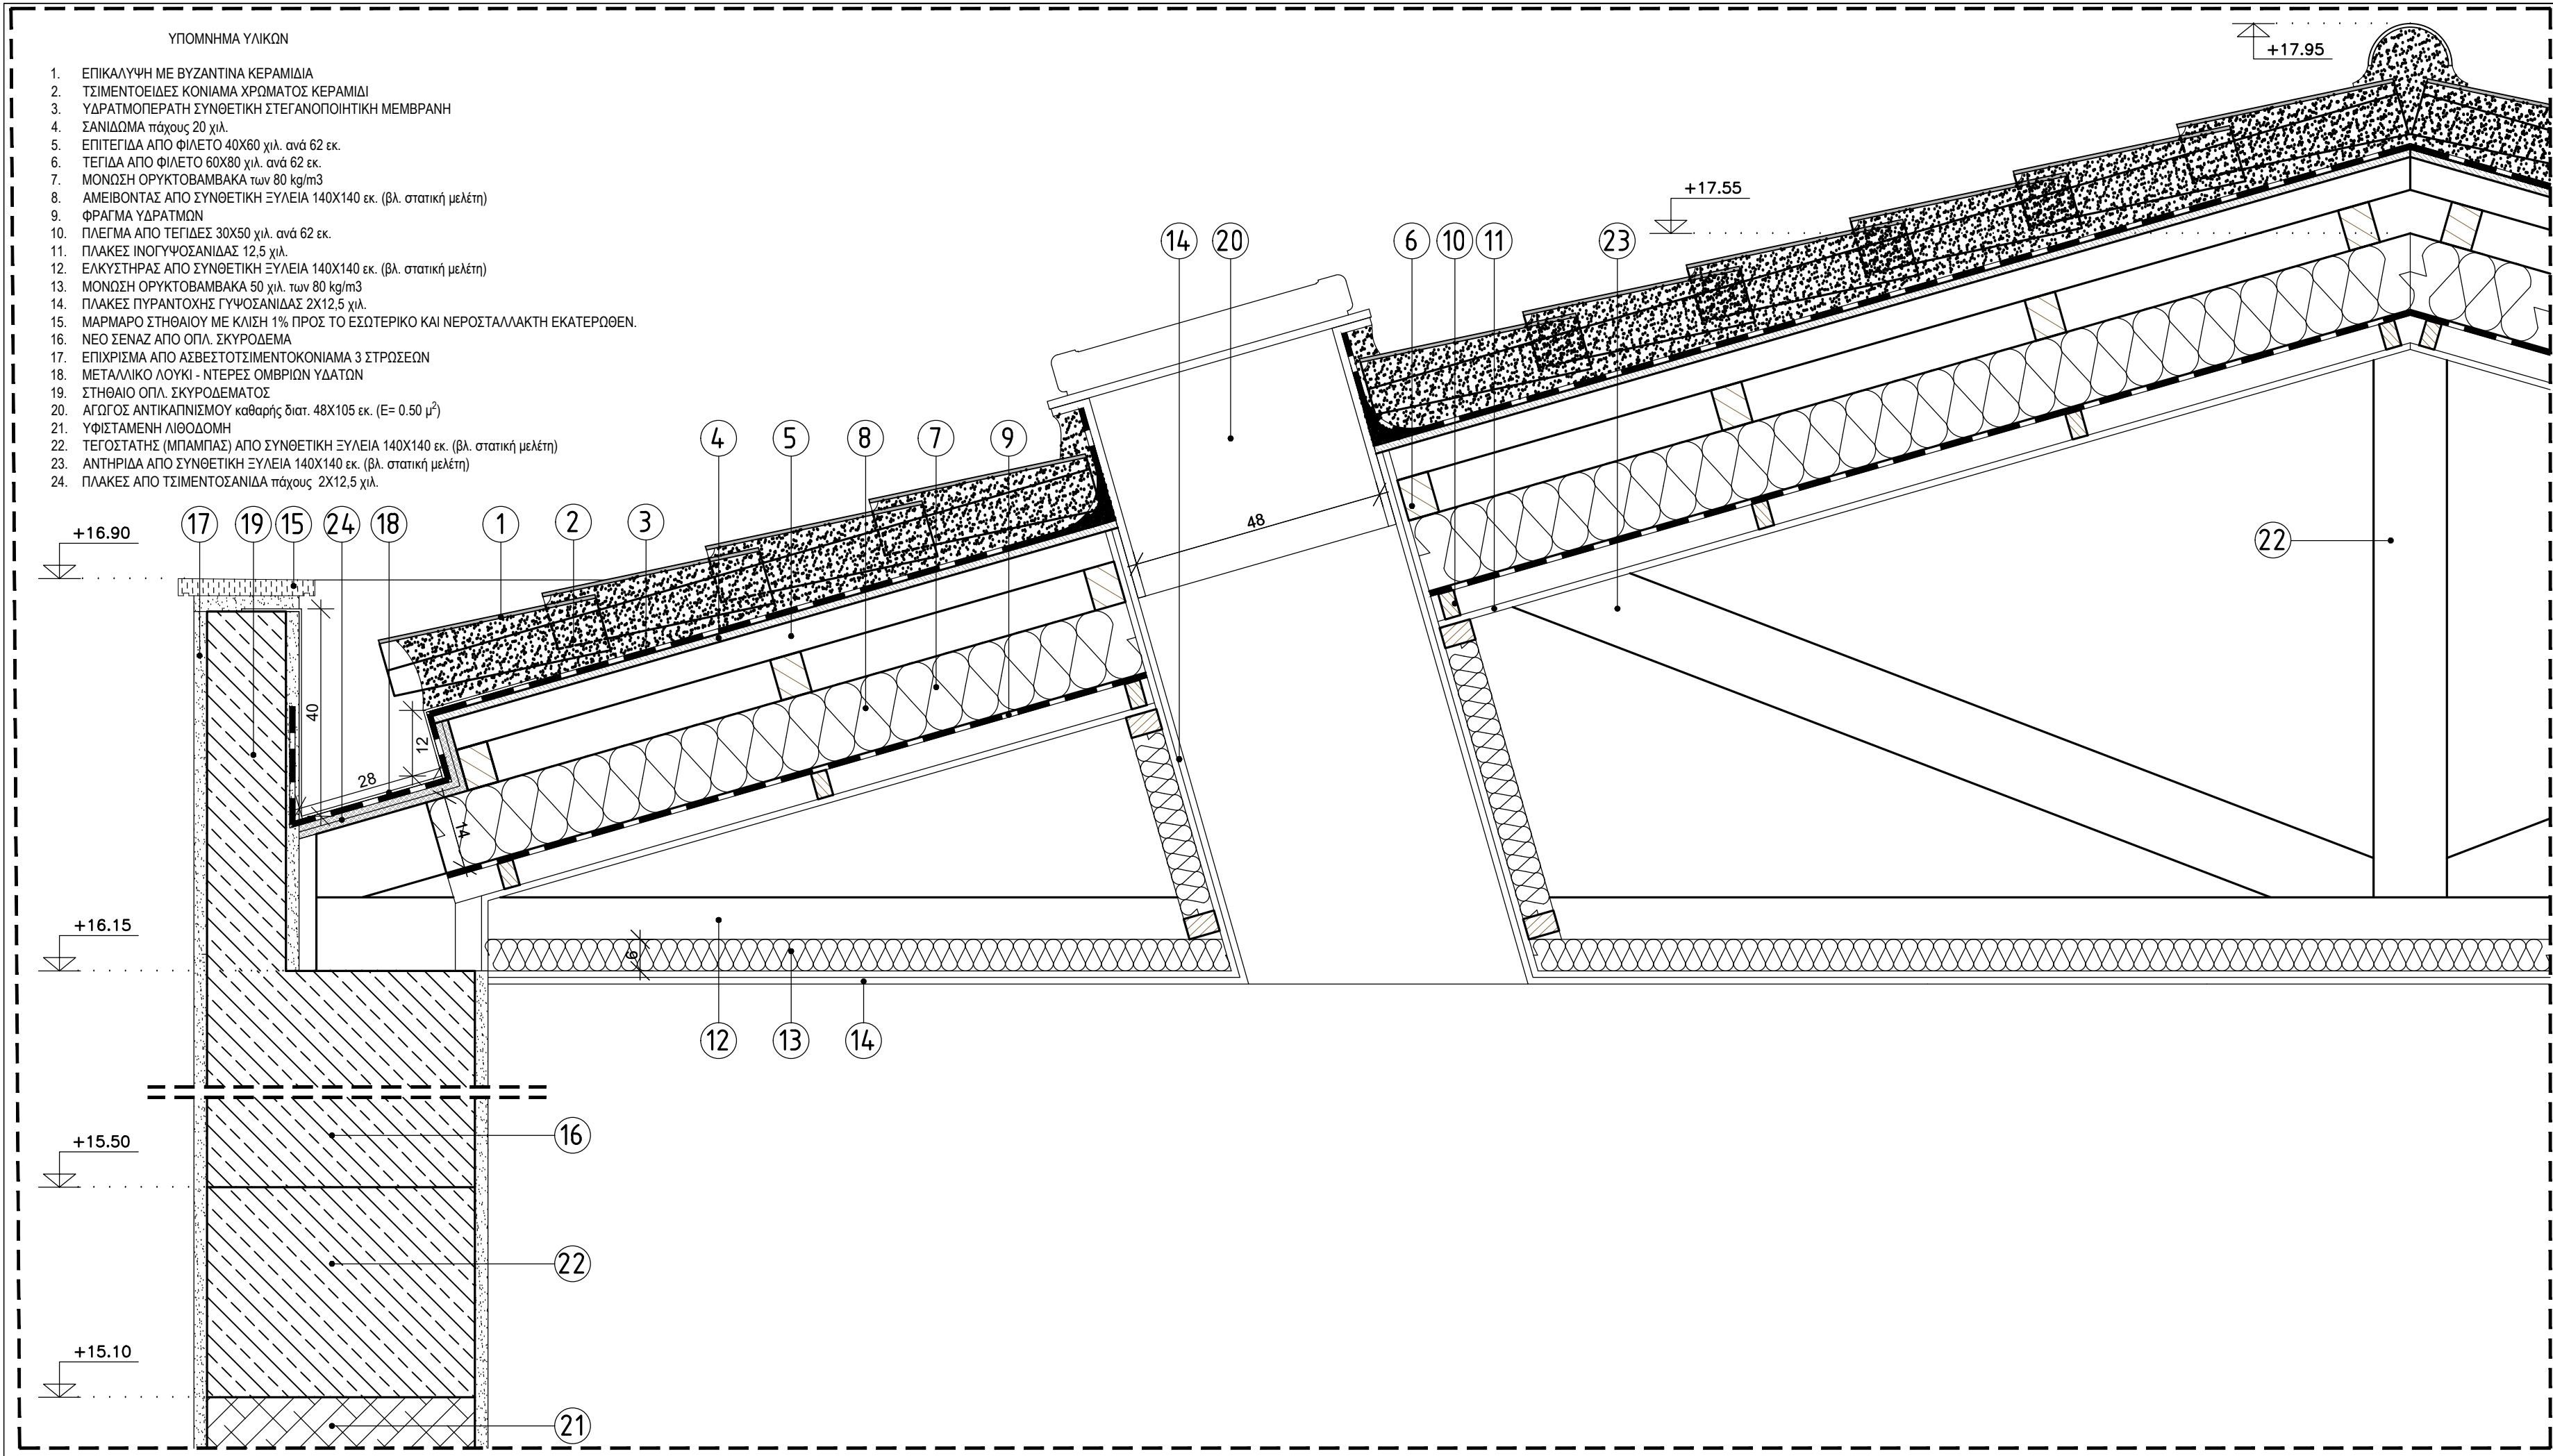 ΥΠΟΜΝΗΜΑ ΥΛΙΚΩΝ
1. ΕΠΙΚΑΛΥΨΗ ΜΕ ΒΥΖΑΝΤΙΝΑ ΚΕΡΑΜΙΔΙΑ
2. ΤΣΙΜΕΝΤΟΕΙΔΕΣ ΚΟΝΙΑΜΑ ΧΡΩΜΑΤΟΣ ΚΕΡΑΜΙΔΙ
3. ΥΔΡΑΤΜΟΠΕΡΑΤΗ ΣΥΝΘΕΤΙΚΗ ΣΤΕΓΑΝΟΠΟΙΗΤΙΚΗ ΜΕΜΒΡΑΝΗ
4. ΣΑΝΙΔΩΜΑ πάχους 20 χιλ.
5. ΕΠΙΤΕΓΙΔΑ ΑΠΟ ΦΙΛΕΤΟ 40Χ60 χιλ. ανά 62 εκ.
6. ΤΕΓΙΔΑ ΑΠΟ ΦΙΛΕΤΟ 60Χ80 χιλ. ανά 62 εκ.
7. ΜΟΝΩΣΗ ΟΡΥΚΤΟΒΑΜΒΑΚΑ των 80 kg/m3
8. ΑΜΕΙΒΟΝΤΑΣ ΑΠΟ ΣΥΝΘΕΤΙΚΗ ΞΥΛΕΙΑ 140Χ140 εκ. (βλ. στατική μελέτη)
9. ΦΡΑΓΜΑ ΥΔΡΑΤΜΩΝ
10. ΠΛΕΓΜΑ ΑΠΟ ΤΕΓΙΔΕΣ 30Χ50 χιλ. ανά 62 εκ.
11. ΠΛΑΚΕΣ ΙΝΟΓΥΨΟΣΑΝΙΔΑΣ 12,5 χιλ.
12. ΕΛΚΥΣΤΗΡΑΣ ΑΠΟ ΣΥΝΘΕΤΙΚΗ ΞΥΛΕΙΑ 140Χ140 εκ. (βλ. στατική μελέτη)
13. ΜΟΝΩΣΗ ΟΡΥΚΤΟΒΑΜΒΑΚΑ 50 χιλ. των 80 kg/m3
14. ΠΛΑΚΕΣ ΠΥΡΑΝΤΟΧΗΣ ΓΥΨΟΣΑΝΙΔΑΣ 2Χ12,5 χιλ.
15. ΜΑΡΜΑΡΟ ΣΤΗΘΑΙΟΥ ΜΕ ΚΛΙΣΗ 1% ΠΡΟΣ ΤΟ ΕΣΩΤΕΡΙΚΟ ΚΑΙ ΝΕΡΟΣΤΑΛΛΑΚΤΗ ΕΚΑΤΕΡΩΘΕΝ.
16. ΝΕΟ ΣΕΝΑΖ ΑΠΟ ΟΠΛ. ΣΚΥΡΟΔΕΜΑ
17. ΕΠΙΧΡΙΣΜΑ ΑΠΟ ΑΣΒΕΣΤΟΤΣΙΜΕΝΤΟΚΟΝΙΑΜΑ 3 ΣΤΡΩΣΕΩΝ
18. ΜΕΤΑΛΛΙΚΟ ΛΟΥΚΙ - ΝΤΕΡΕΣ ΟΜΒΡΙΩΝ ΥΔΑΤΩΝ
19. ΣΤΗΘΑΙΟ ΟΠΛ. ΣΚΥΡΟΔΕΜΑΤΟΣ
20. ΑΓΩΓΟΣ ΑΝΤΙΚΑΠΝΙΣΜΟΥ καθαρής διατ. 48Χ105 εκ. (Ε= 0.50 μ²)
21. ΥΦΙΣΤΑΜΕΝΗ ΛΙΘΟΔΟΜΗ
22. ΤΕΓΟΣΤΑΤΗΣ (ΜΠΑΜΠΑΣ) ΑΠΟ ΣΥΝΘΕΤΙΚΗ ΞΥΛΕΙΑ 140Χ140 εκ. (βλ. στατική μελέτη)
23. ΑΝΤΗΡΙΔΑ ΑΠΟ ΣΥΝΘΕΤΙΚΗ ΞΥΛΕΙΑ 140Χ140 εκ. (βλ. στατική μελέτη)
24. ΠΛΑΚΕΣ ΑΠΟ ΤΣΙΜΕΝΤΟΣΑΝΙΔΑ πάχους 2Χ12,5 χιλ.
+17.95
+17.55
14 20 6 10 11 23
4 5 8 7 9
17 19 15 24 18 1 2 3
+16.90
48
22
40
12
28
14
+16.15
6
12 13 14
16
+15.50
22
+15.10
21